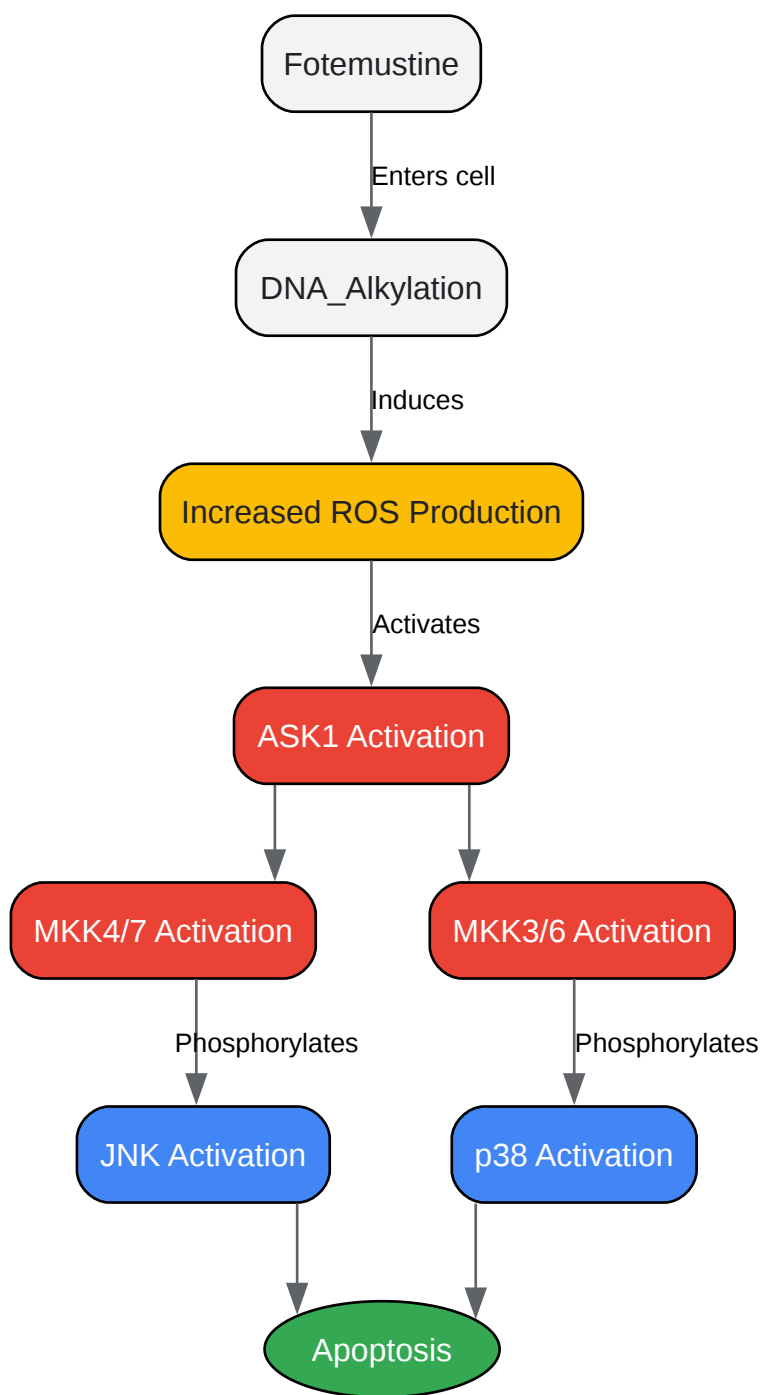 Fotemustine
Enters cell
DNA_Alkylation
Induces
Increased ROS Production
Activates
ASK1 Activation
MKK4/7 Activation
MKK3/6 Activation
Phosphorylates
Phosphorylates
JNK Activation
p38 Activation
Apoptosis